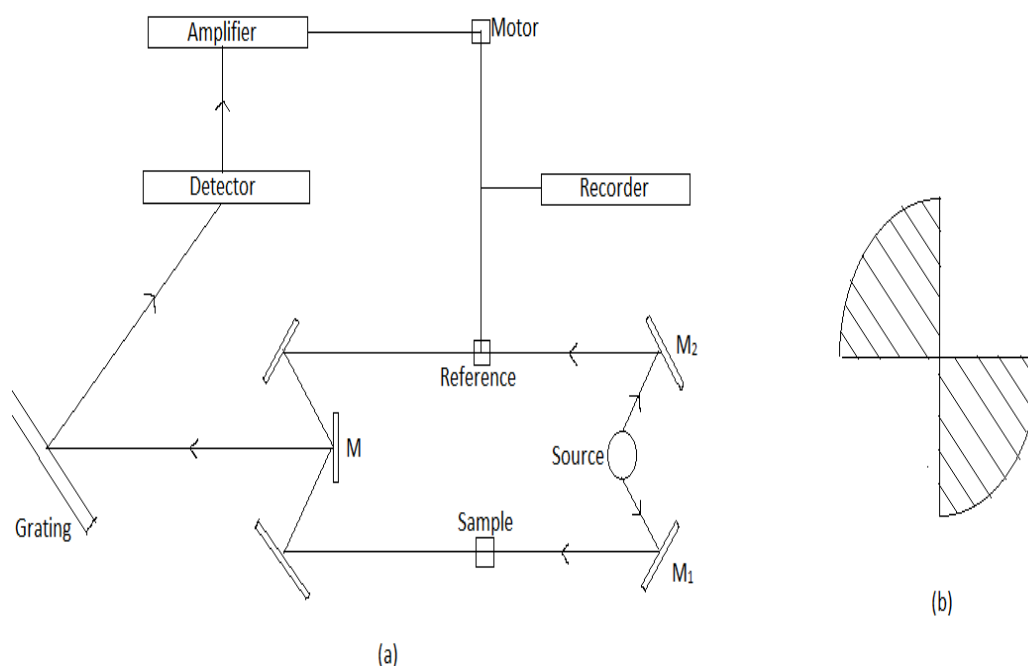 Amplifier
Motor
Detector
Recorder
M₂
Reference
M
Source
Grating
Sample
M₁
(b)
(a)